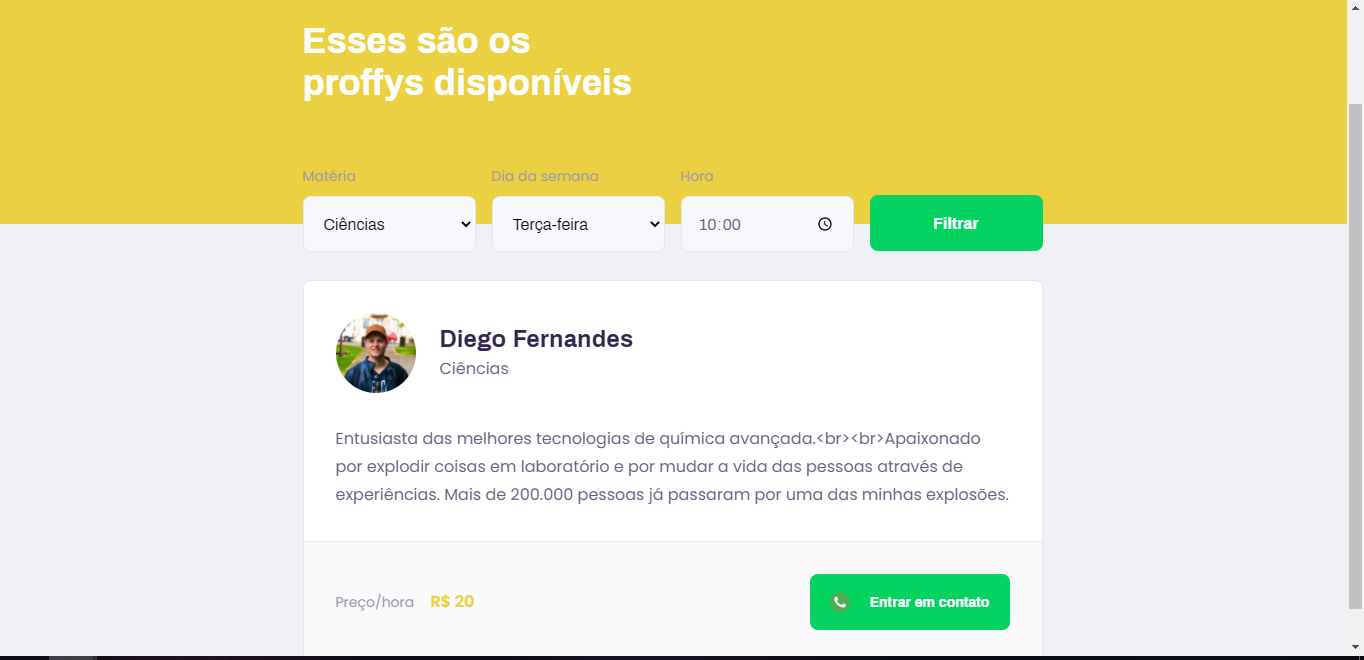 Esses são os
proffys disponíveis
Matéria
Dia da semana
Hora
Ciências
Terça-feira
10:00
Filtrar
Diego Fernandes
Ciências
Entusiasta das melhores tecnologias de química avançada.<br><br>Apaixonado
por explodir coisas em laboratório e por mudar a vida das pessoas através de
experiências. Mais de 200.000 pessoas já passaram por uma das minhas explosões.
Preço/hora
R$ 20
Entrar em contato